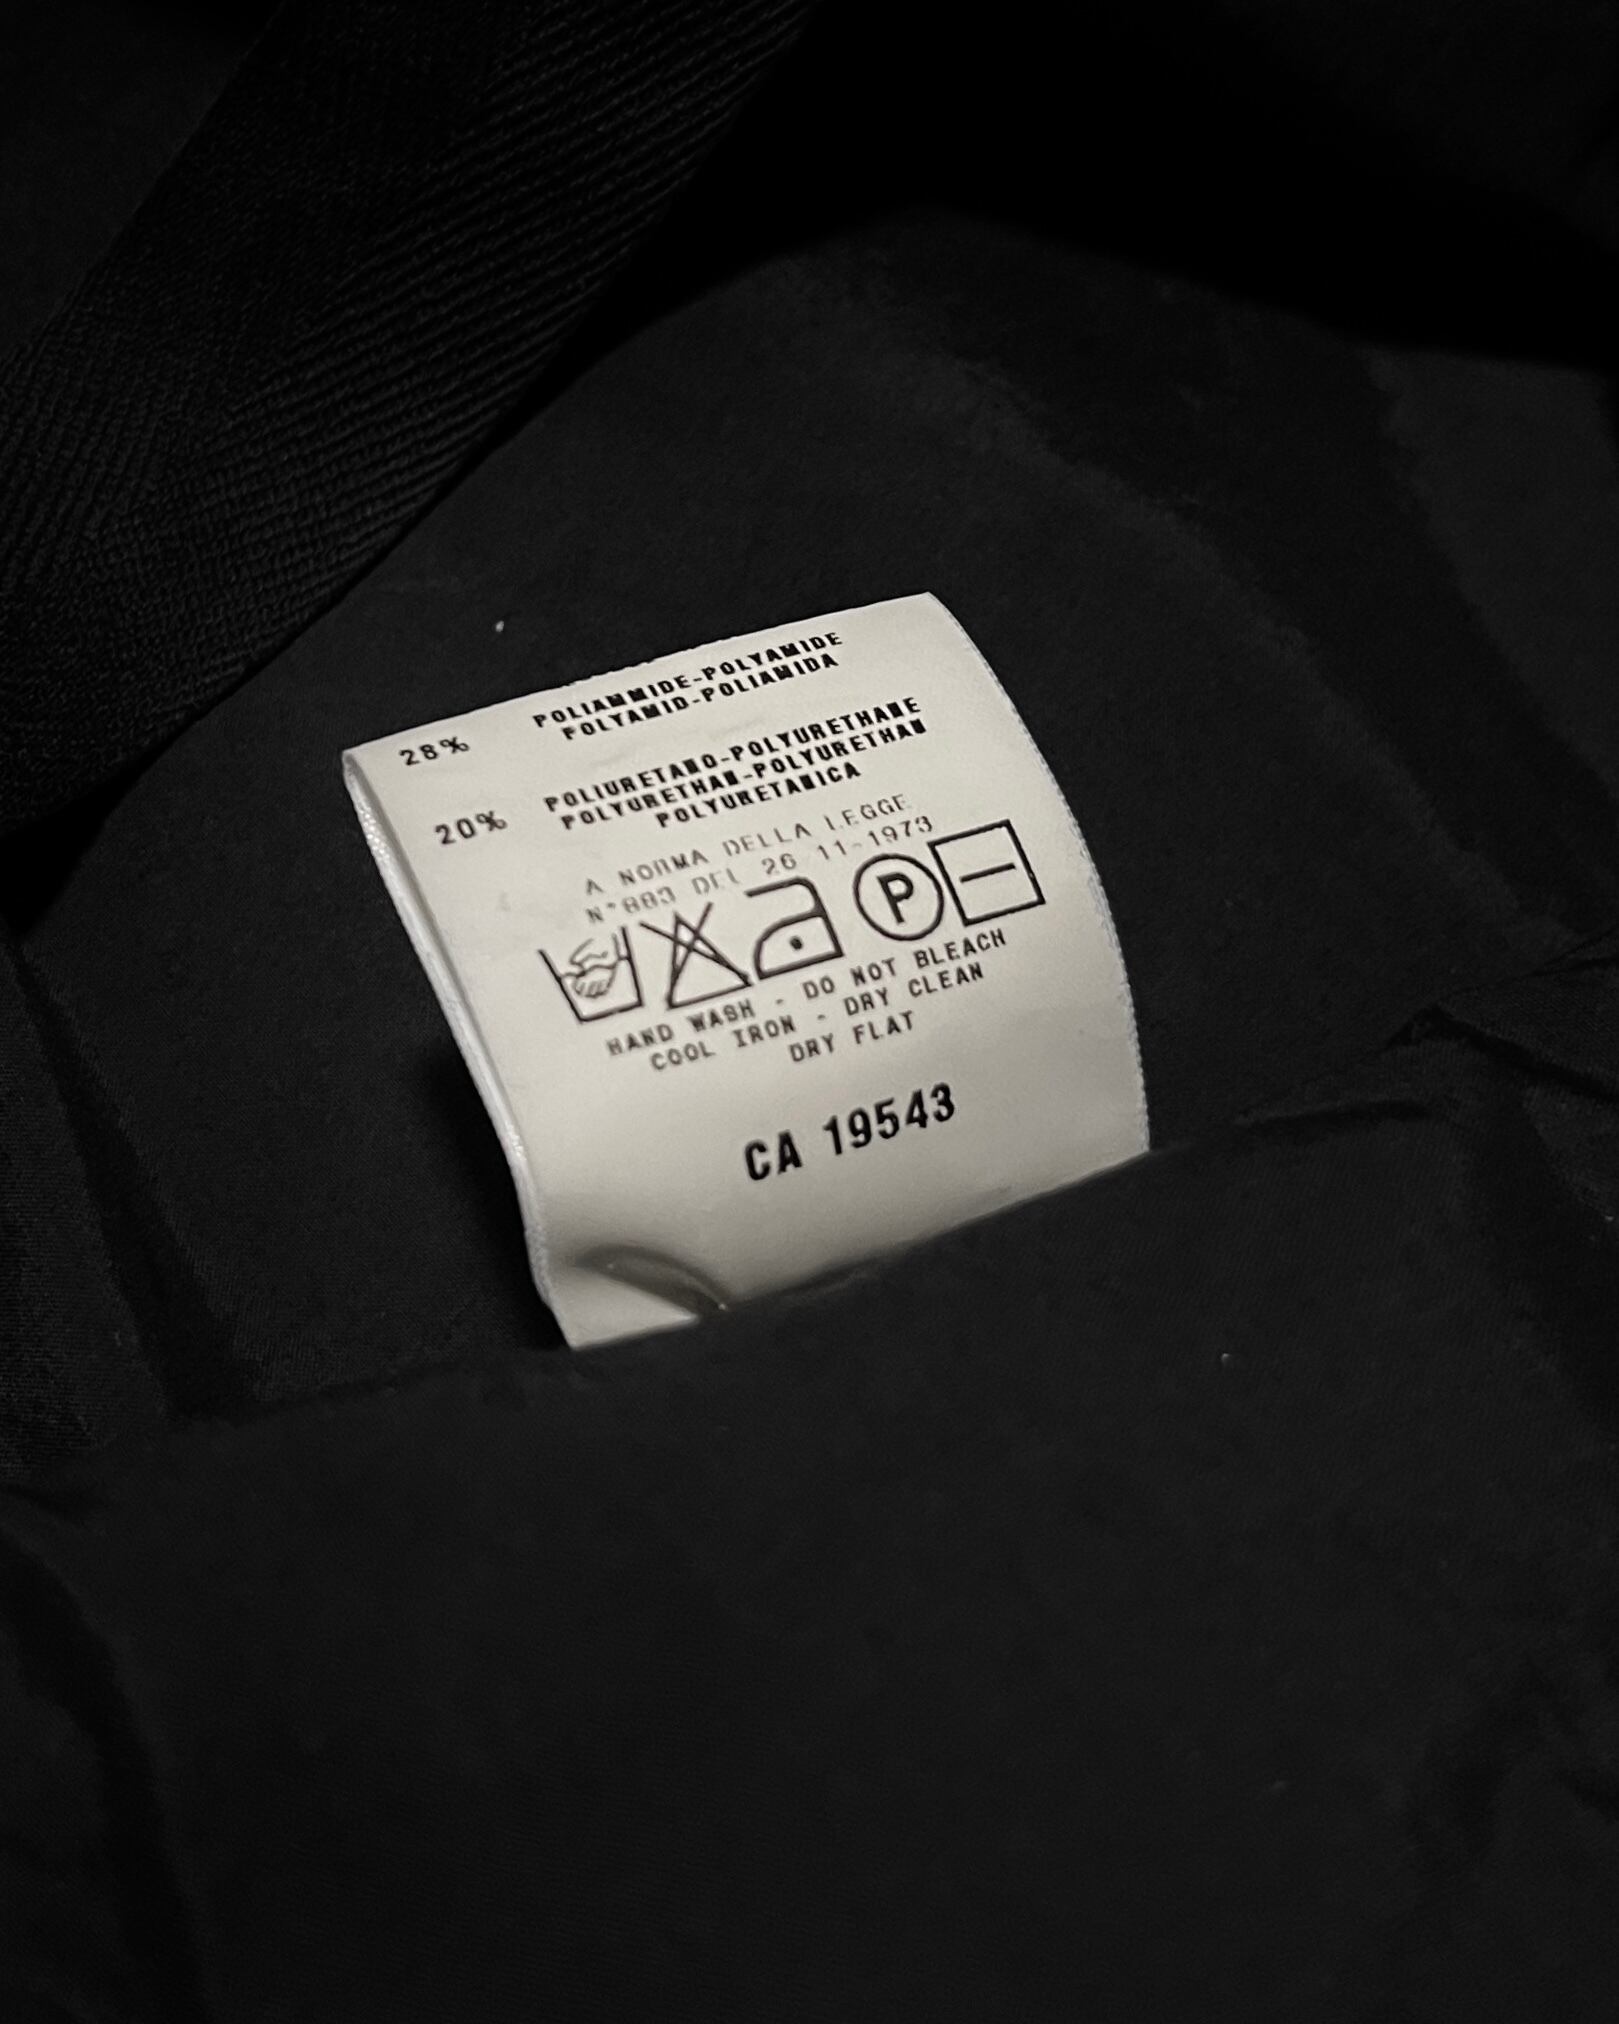 28% POLIAMMIDE-POLYAMIDE
POLYAMID-POLIAMIDA
20% POLIURETANO-POLYURETHANE
POLYURETHAN-POLYURETHAN
POLYURETANICA
A NORMA DELLA LEGGE
N°883 DEL 26 11-1973
P
HAND WASH - DO NOT BLEACH
COOL IRON - DRY CLEAN
DRY FLAT
CA 19543